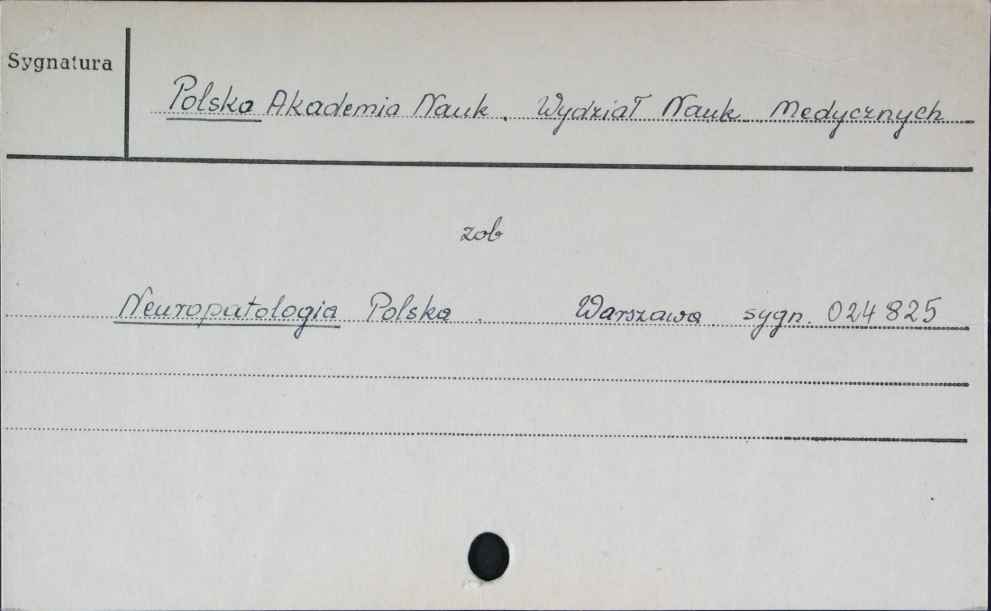 Sygnatura
Polska Akademia Nauk. Wydział Nauk Medycznych
zob
Neuropatologia Polska. Warszawa sygn. 024825